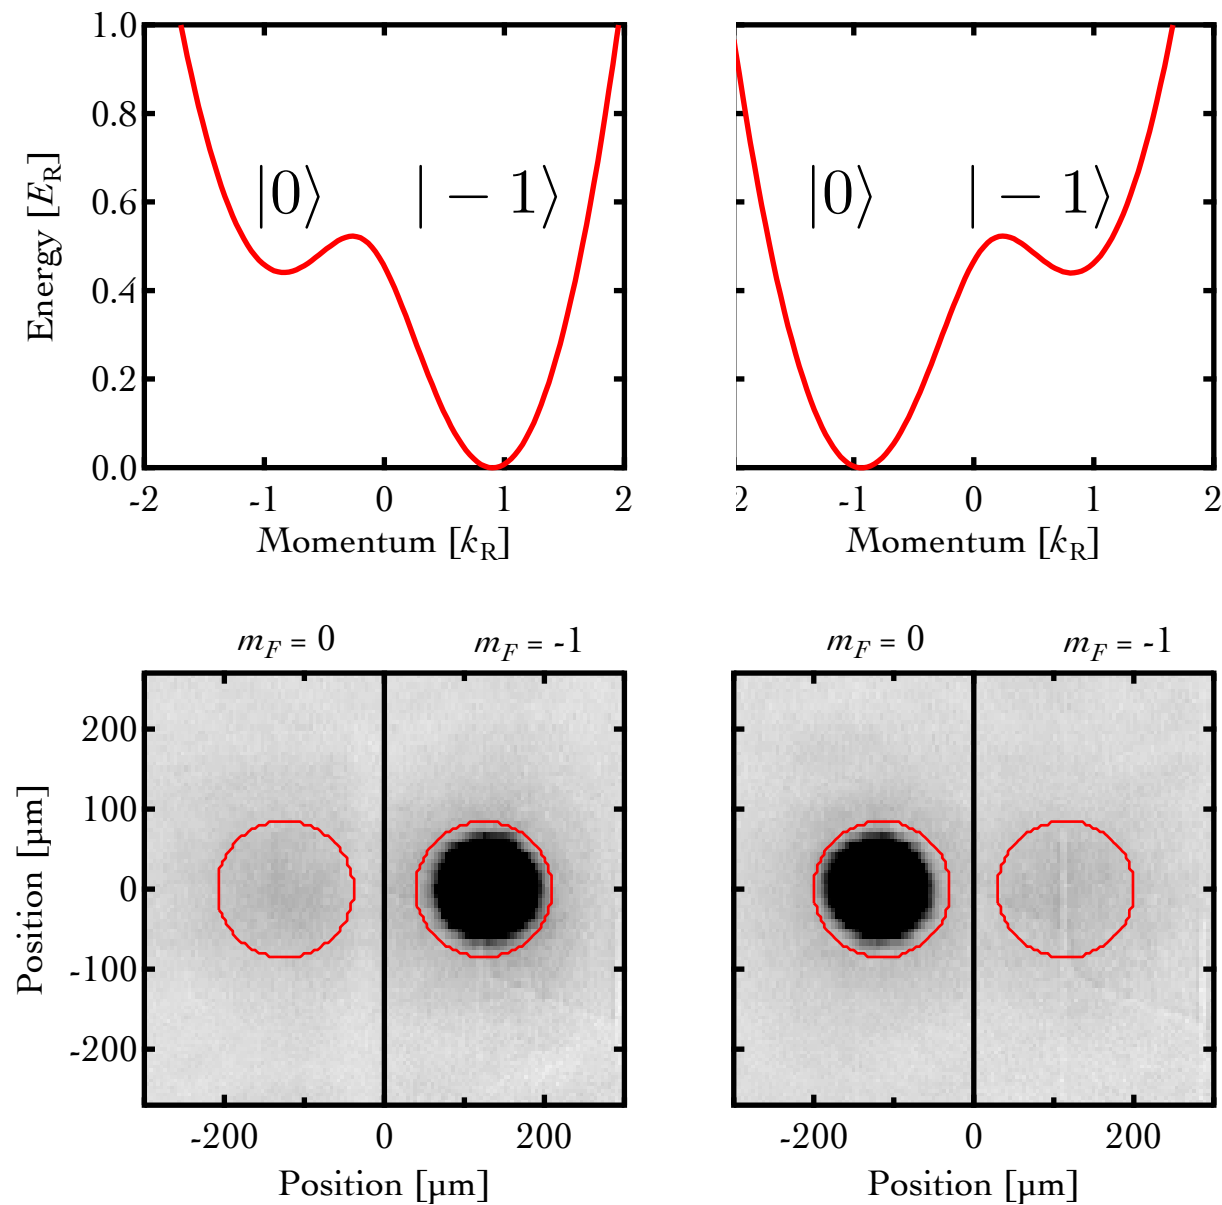 1.0
0.8
0.6
0.4
0.2
0.0
Energy [E_R]
|0⟩ |−1⟩
-2 -1 0 1 2
Momentum [k_R]
|0⟩ |−1⟩
2 -1 0 1 2
Momentum [k_R]
m_F = 0 m_F = -1
200
100
0
-100
-200
Position [µm]
-200 0 200
Position [µm]
m_F = 0 m_F = -1
-200 0 200
Position [µm]